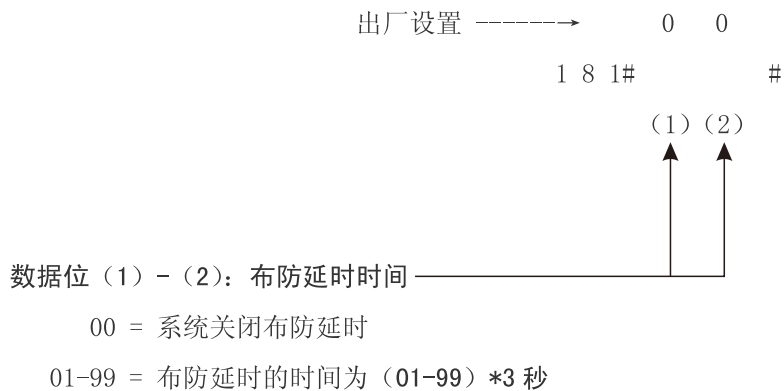 出厂设置 ------→ 0 0
1 8 1# #
（1）（2）
数据位（1）-（2）：布防延时时间
00 = 系统关闭布防延时
01-99 = 布防延时的时间为（01-99）*3 秒